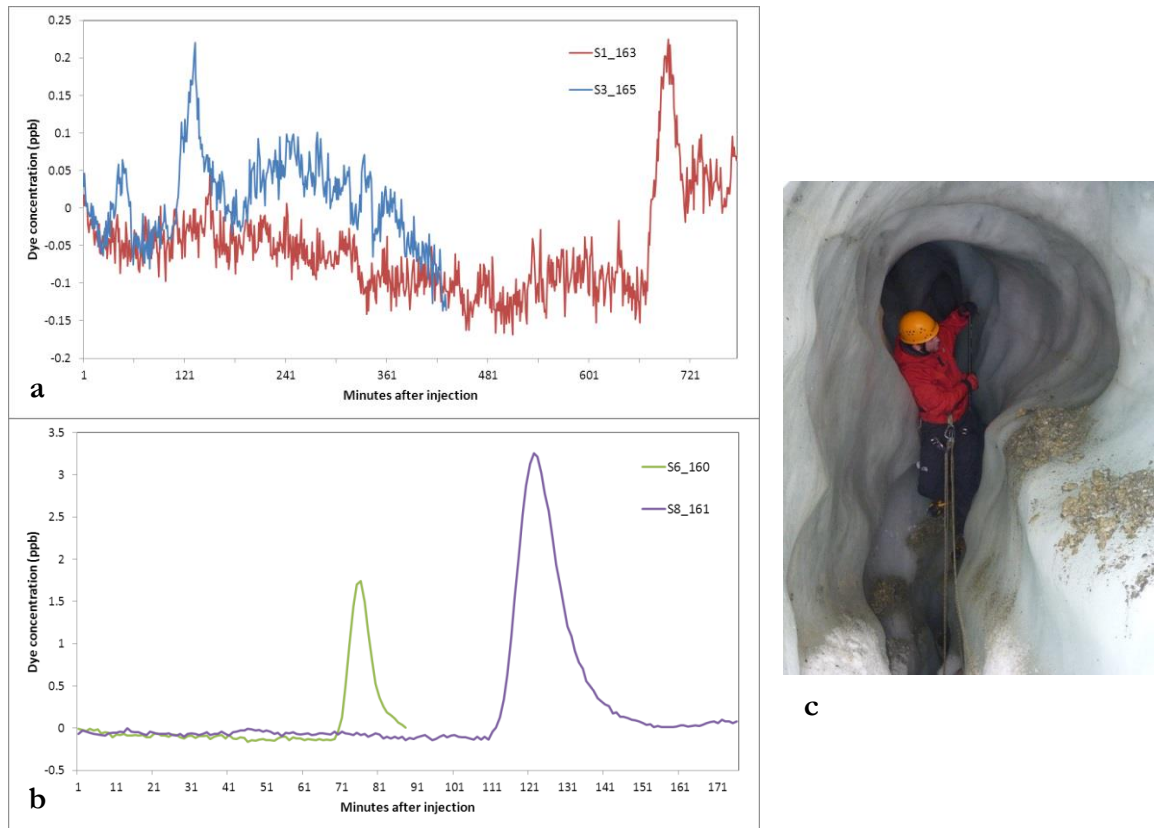 0.25
0.2
0.15
0.1
0.05
0
-0.05
-0.1
-0.15
-0.2
Dye concentration (ppb)
S1_163
S3_165
1 121 241 361 481 601 721
Minutes after injection
a
3.5
3
2.5
2
1.5
1
0.5
0
-0.5
Dye concentration (ppb)
S6_160
S8_161
1 11 21 31 41 51 61 71 81 91 101 111 121 131 141 151 161 171
Minutes after injection
b
c